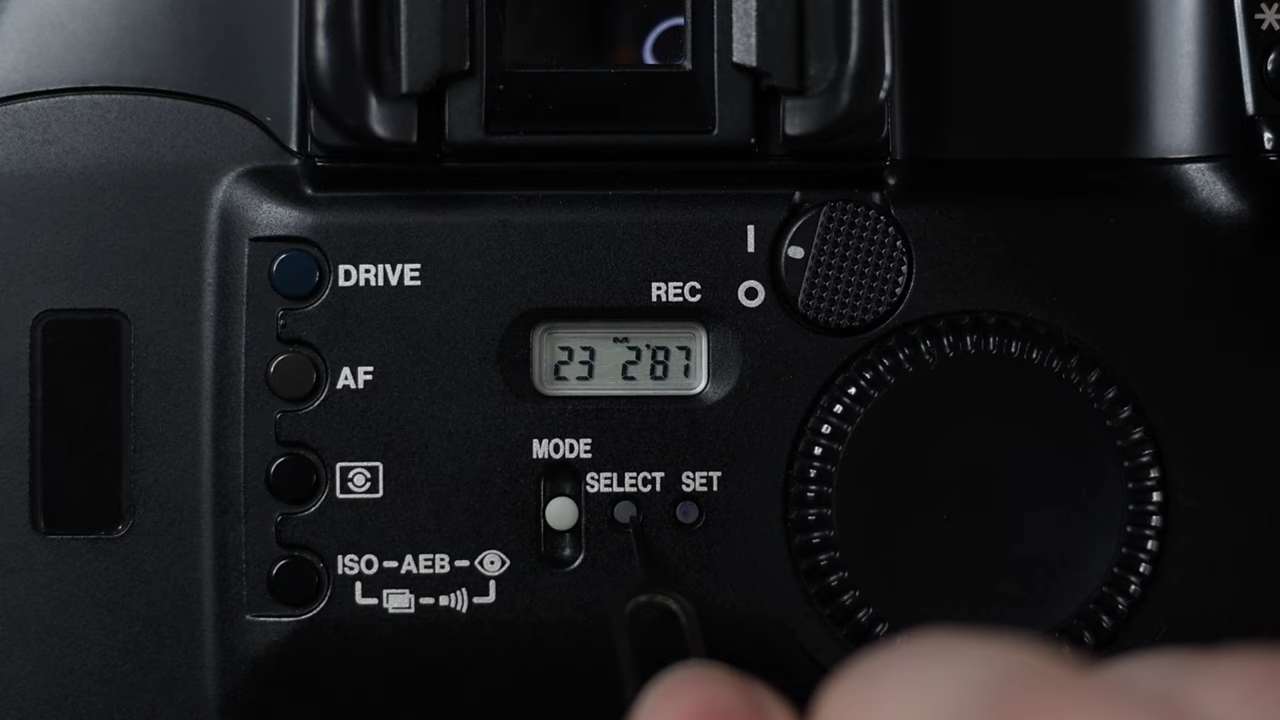 DRIVE
REC
23 M 2'87
AF
MODE
SELECT SET
ISO-AEB-